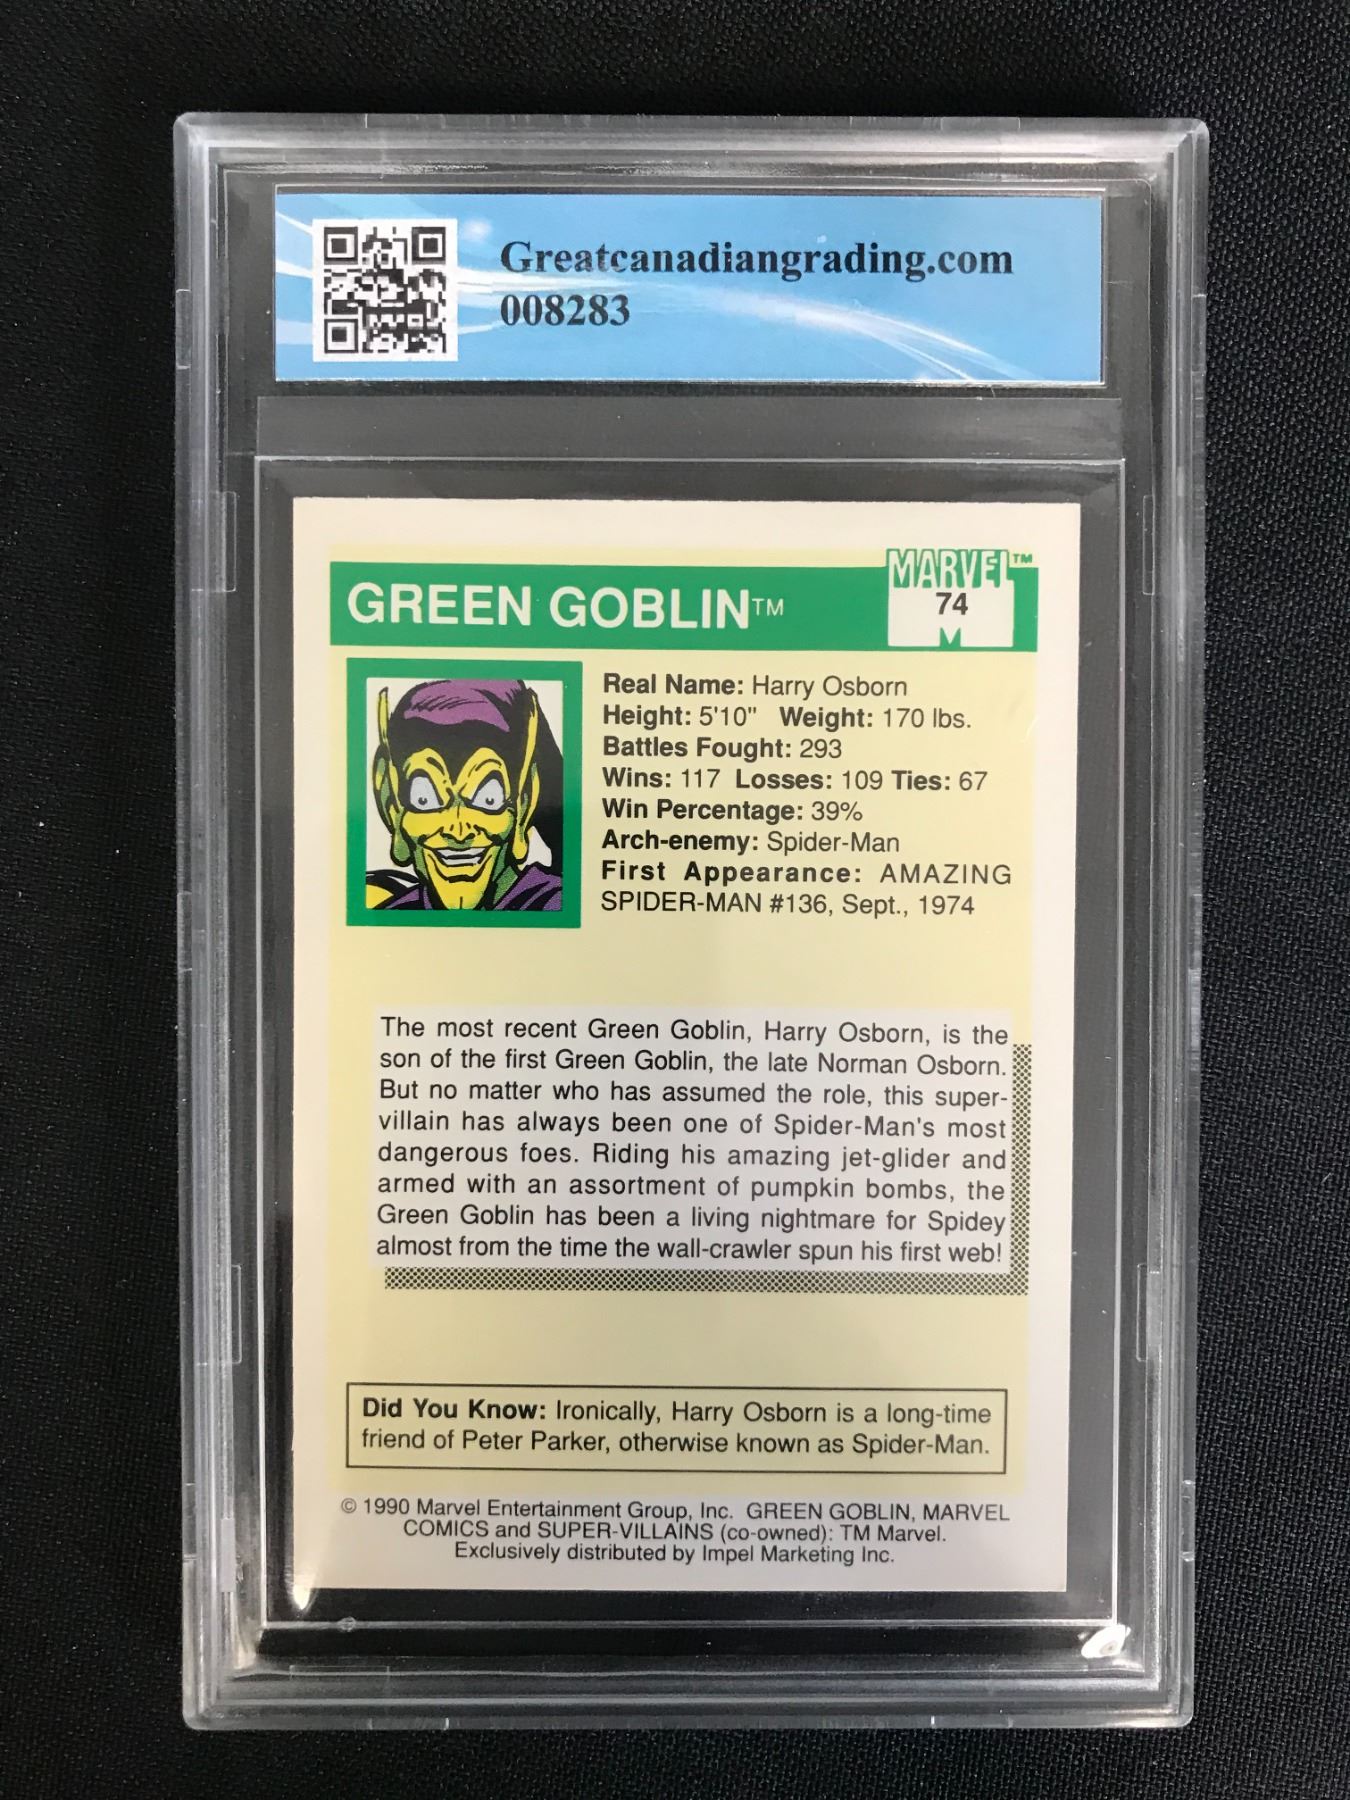 Greatcanadiangrading.com
008283
GREEN GOBLIN™
MARVEL™
74
Real Name: Harry Osborn
Height: 5'10" Weight: 170 lbs.
Battles Fought: 293
Wins: 117 Losses: 109 Ties: 67
Win Percentage: 39%
Arch-enemy: Spider-Man
First Appearance: AMAZING
SPIDER-MAN #136, Sept., 1974
The most recent Green Goblin, Harry Osborn, is the
son of the first Green Goblin, the late Norman Osborn.
But no matter who has assumed the role, this super-
villain has always been one of Spider-Man's most
dangerous foes. Riding his amazing jet-glider and
armed with an assortment of pumpkin bombs, the
Green Goblin has been a living nightmare for Spidey
almost from the time the wall-crawler spun his first web!
Did You Know: Ironically, Harry Osborn is a long-time
friend of Peter Parker, otherwise known as Spider-Man.
© 1990 Marvel Entertainment Group, Inc. GREEN GOBLIN, MARVEL
COMICS and SUPER-VILLAINS (co-owned): TM Marvel.
Exclusively distributed by Impel Marketing Inc.